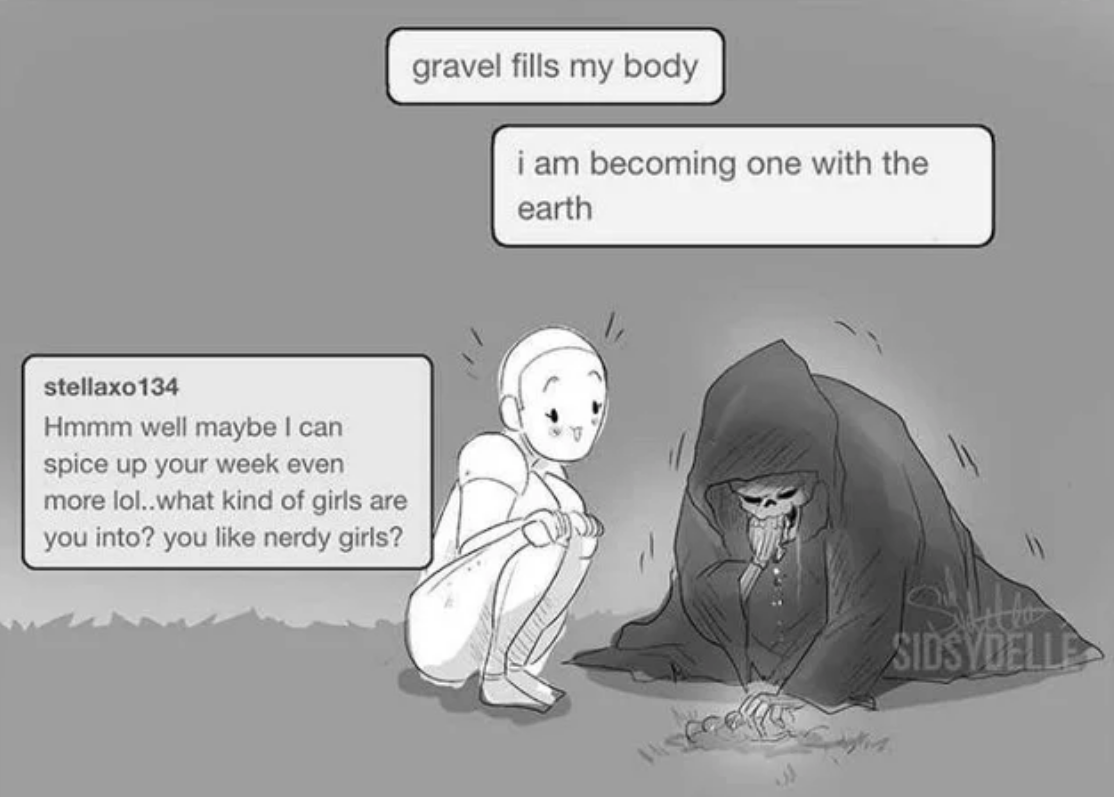 gravel fills my body
i am becoming one with the
earth
stellaxo134
Hmmm well maybe I can
spice up your week even
more lol..what kind of girls are
you into? you like nerdy girls?
SIDSYDELLE